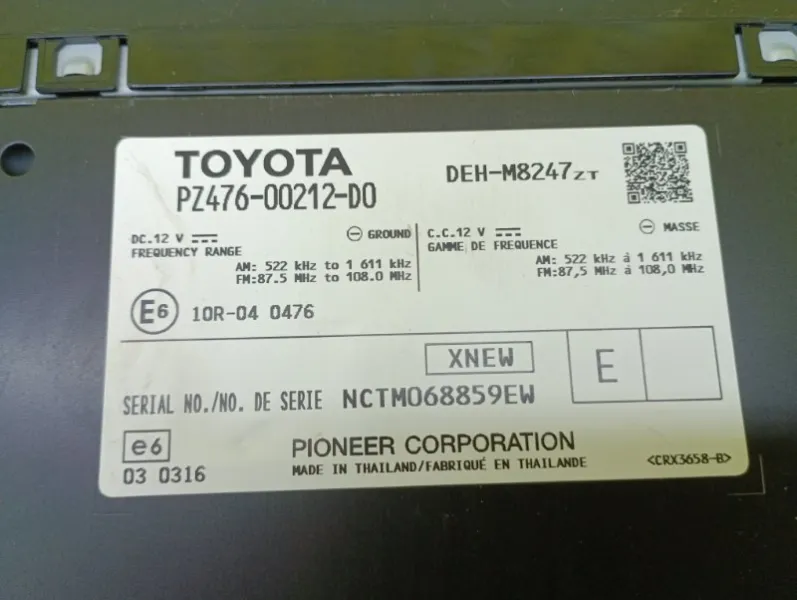 TOYOTA
PZ476-00212-D0
DEH-M8247ZT
DC.12 V ⎓ ⊖ GROUND
FREQUENCY RANGE
AM: 522 kHz to 1 611 kHz
FM:87.5 MHz to 108.0 MHz
C.C.12 V ⎓ ⊖ MASSE
GAMME DE FREQUENCE
AM: 522 kHz à 1 611 kHz
FM:87,5 MHz à 108,0 MHz
E6 10R-04 0476
XNEW
E
SERIAL NO./NO. DE SERIE NCTM068859EW
e6
03 0316
PIONEER CORPORATION
MADE IN THAILAND/FABRIQUÉ EN THAILANDE
<CRX3658-B>